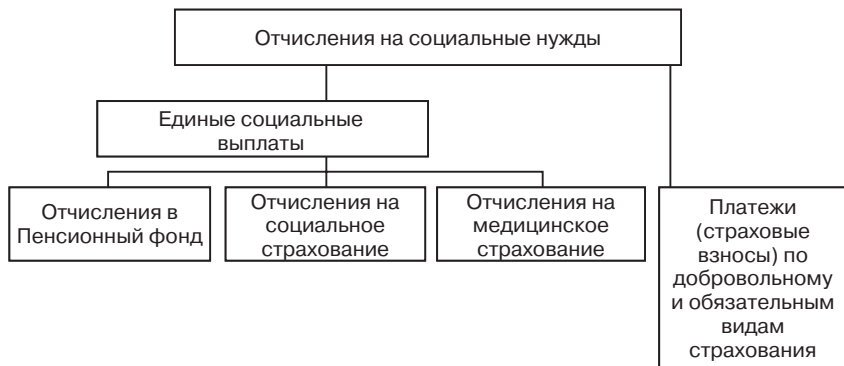 Отчисления на социальные нужды
Единые социальные
выплаты
Отчисления в
Пенсионный фонд
Отчисления на
социальное
страхование
Отчисления на
медицинское
страхование
Платежи
(страховые
взносы) по
добровольному
и обязательным
видам
страхования